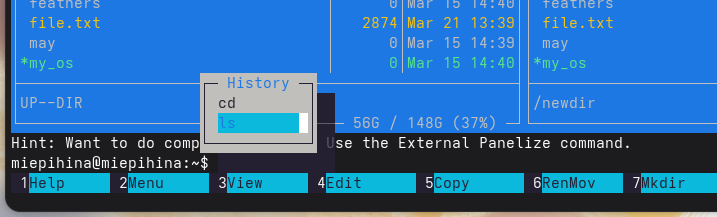 feathers 0 Mar 15 14:40 feathers
file.txt 2874 Mar 21 13:39 file.txt
may 0 Mar 15 14:39 may
*my_os 0 Mar 15 14:40 *my_os
History
cd
ls
UP--DIR /newdir
56G / 148G (37%)
Hint: Want to do comp Use the External Panelize command.
miepihina@miepihina:~$
1Help 2Menu 3View 4Edit 5Copy 6RenMov 7Mkdir